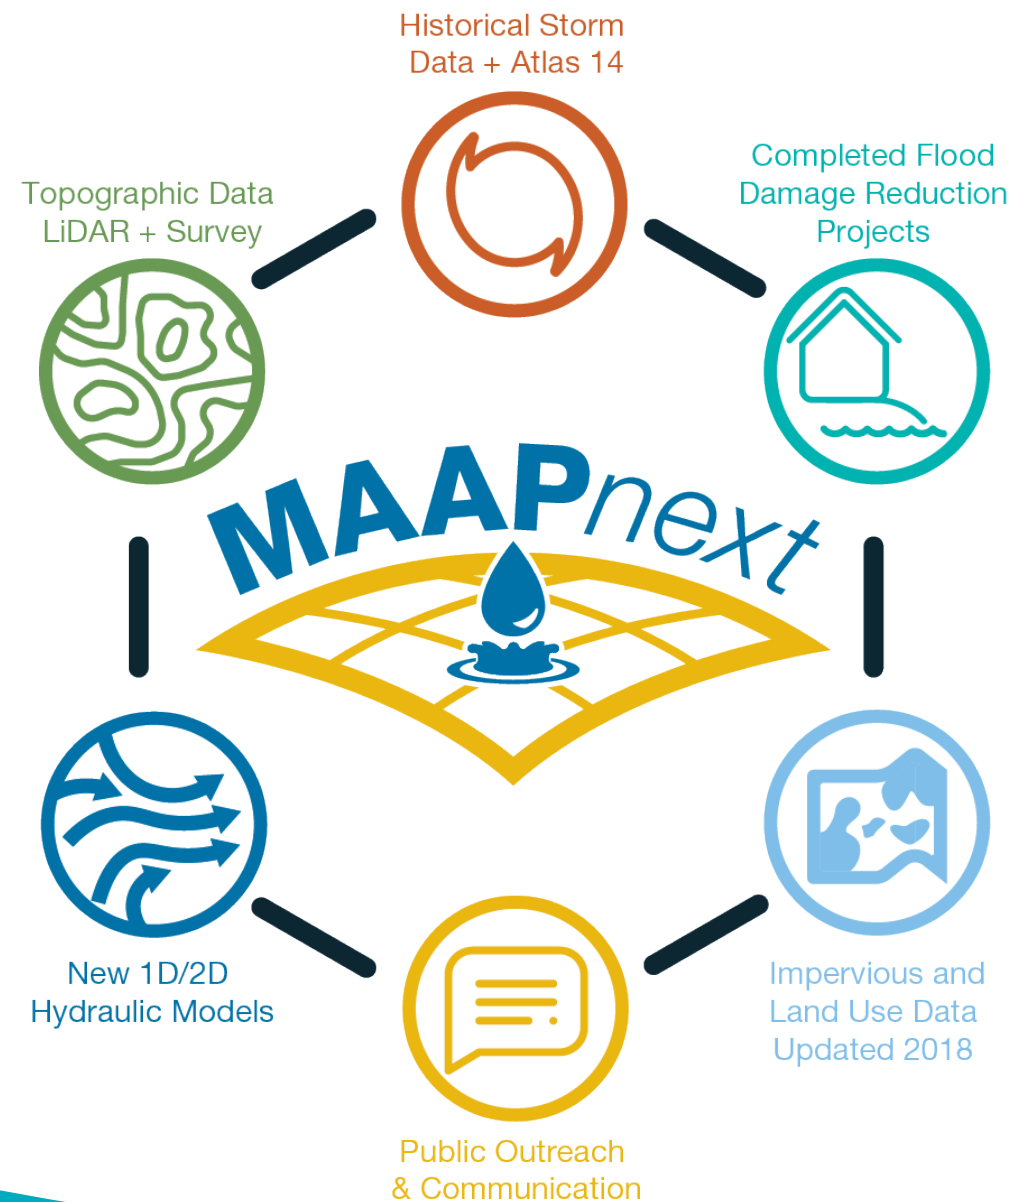 Historical Storm
Data + Atlas 14
Completed Flood
Damage Reduction
Projects
Topographic Data
LiDAR + Survey
MAAPnext
New 1D/2D
Hydraulic Models
Impervious and
Land Use Data
Updated 2018
Public Outreach
& Communication